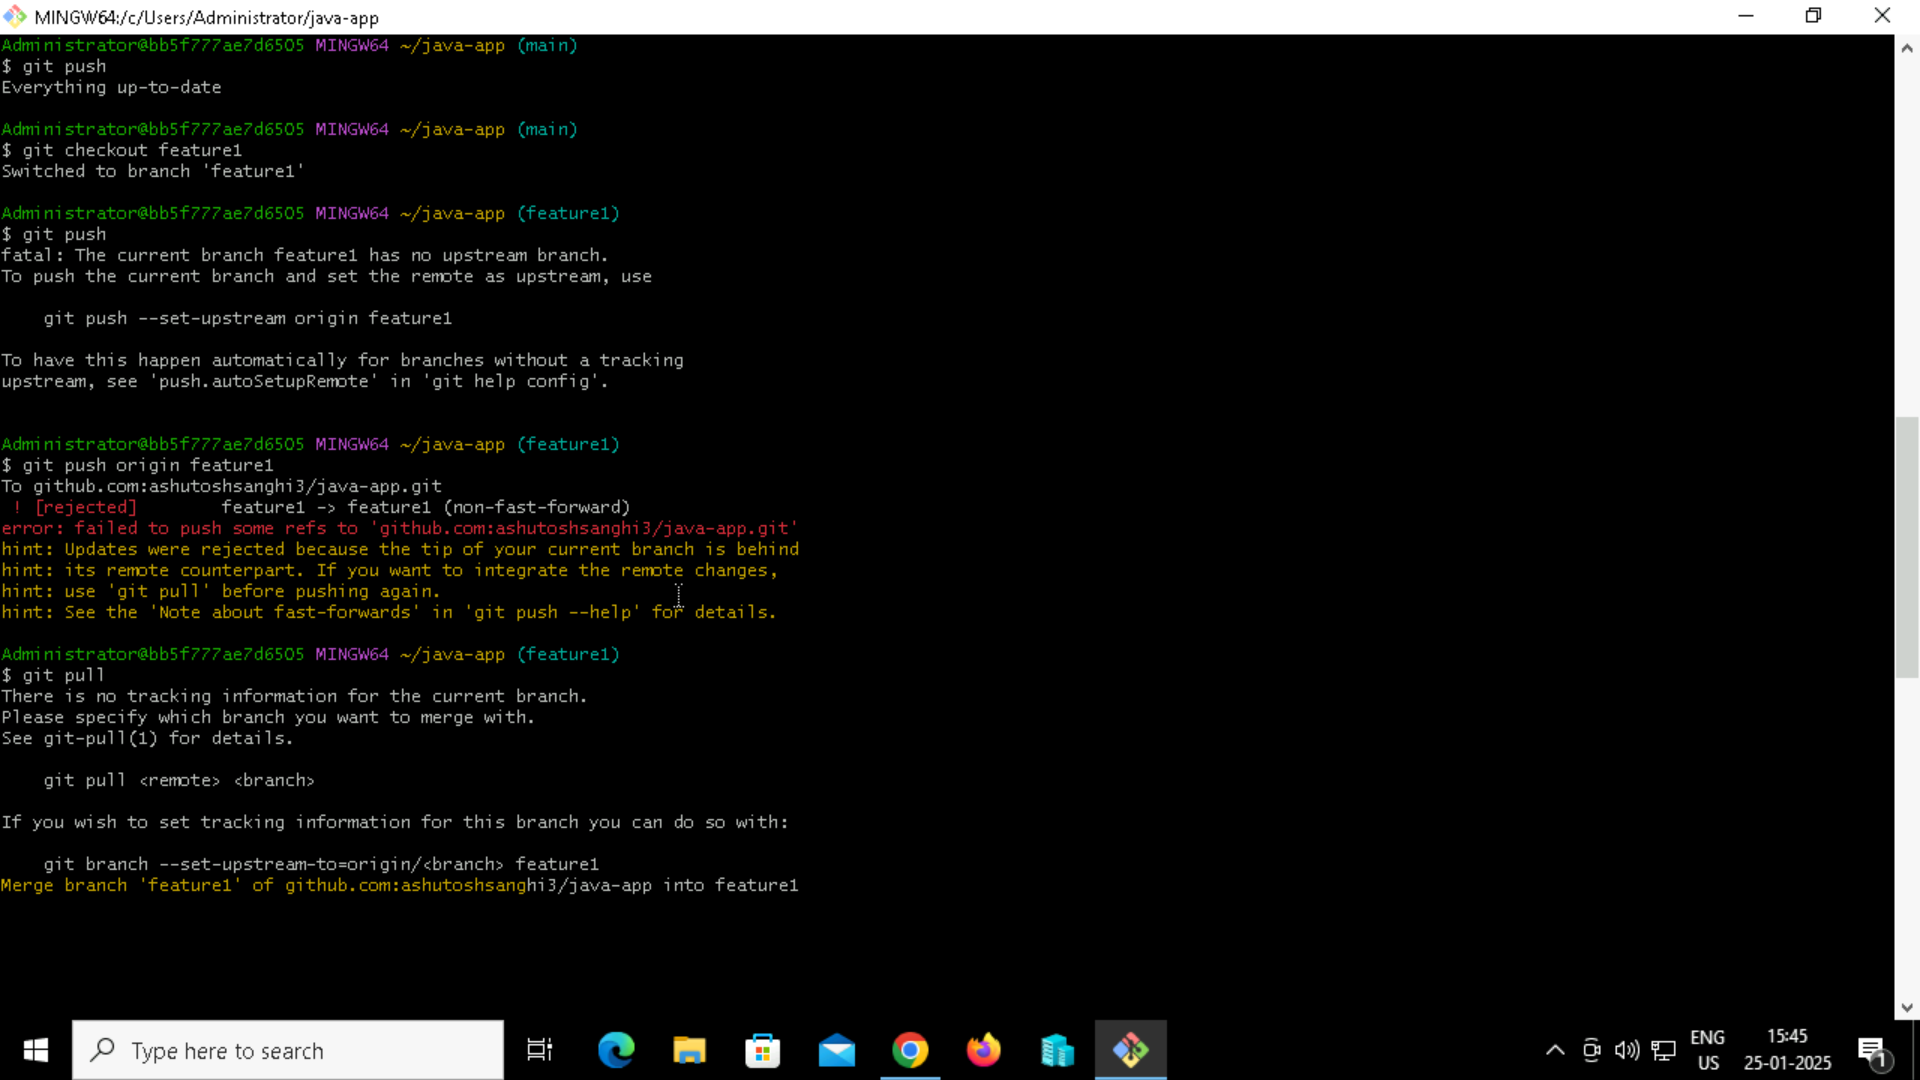 MINGW64:/c/Users/Administrator/java-app
Administrator@bb5f777ae7d6505 MINGW64 ~/java-app (main)
$ git push
Everything up-to-date
Administrator@bb5f777ae7d6505 MINGW64 ~/java-app (main)
$ git checkout feature1
Switched to branch 'feature1'
Administrator@bb5f777ae7d6505 MINGW64 ~/java-app (feature1)
$ git push
fatal: The current branch feature1 has no upstream branch.
To push the current branch and set the remote as upstream, use
git push --set-upstream origin feature1
To have this happen automatically for branches without a tracking
upstream, see 'push.autoSetupRemote' in 'git help config'.
Administrator@bb5f777ae7d6505 MINGW64 ~/java-app (feature1)
$ git push origin feature1
To github.com:ashutoshsanghi3/java-app.git
! [rejected]        feature1 -> feature1 (non-fast-forward)
error: failed to push some refs to 'github.com:ashutoshsanghi3/java-app.git'
hint: Updates were rejected because the tip of your current branch is behind
hint: its remote counterpart. If you want to integrate the remote changes,
hint: use 'git pull' before pushing again.
hint: See the 'Note about fast-forwards' in 'git push --help' for details.
Administrator@bb5f777ae7d6505 MINGW64 ~/java-app (feature1)
$ git pull
There is no tracking information for the current branch.
Please specify which branch you want to merge with.
See git-pull(1) for details.
git pull <remote> <branch>
If you wish to set tracking information for this branch you can do so with:
git branch --set-upstream-to=origin/<branch> feature1
Merge branch 'feature1' of github.com:ashutoshsanghi3/java-app into feature1
Type here to search
ENG
US
15:45
25-01-2025
1